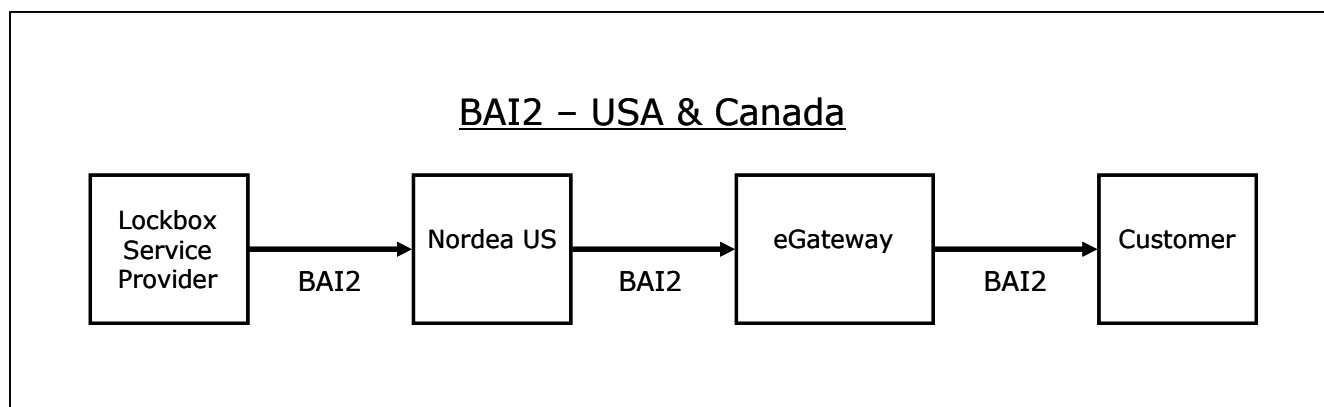 BAI2 – USA & Canada
Lockbox
Service
Provider
BAI2
Nordea US
BAI2
eGateway
BAI2
Customer